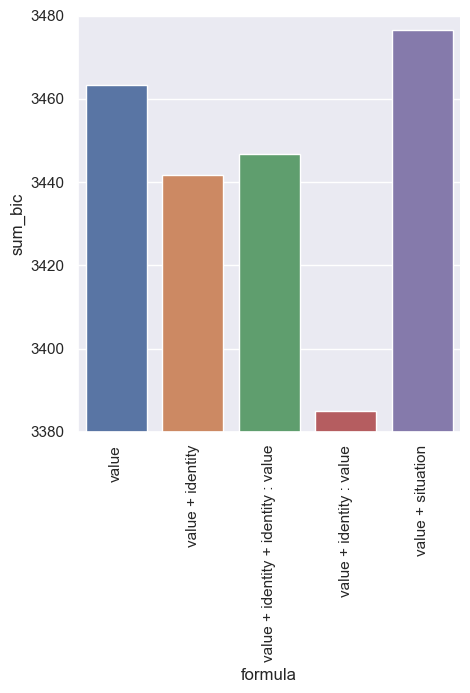 3480
3460
3440
3420
3400
3380
sum_bic
value
value + identity
value + identity + identity : value
value + identity : value
value + situation
formula